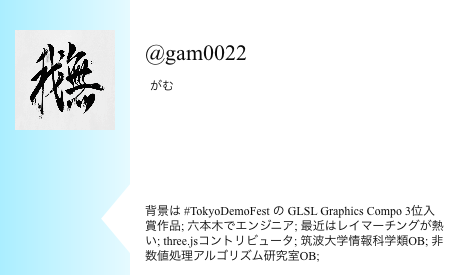 我無
@gam0022
がむ
背景は #TokyoDemoFest の GLSL Graphics Compo 3位入
賞作品; 六本木でエンジニア; 最近はレイマーチングが熱
い; three.jsコントリビュータ; 筑波大学情報科学類OB; 非
数値処理アルゴリズム研究室OB;